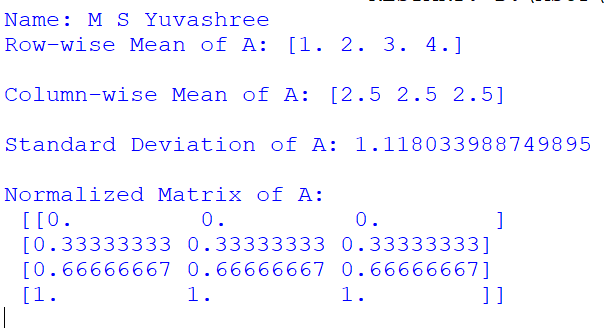 Name: M S Yuvashree
Row-wise Mean of A: [1. 2. 3. 4.]
Column-wise Mean of A: [2.5 2.5 2.5]
Standard Deviation of A: 1.118033988749895
Normalized Matrix of A:
[[0.         0.         0.        ]
[0.33333333 0.33333333 0.33333333]
[0.66666667 0.66666667 0.66666667]
[1.         1.         1.        ]]